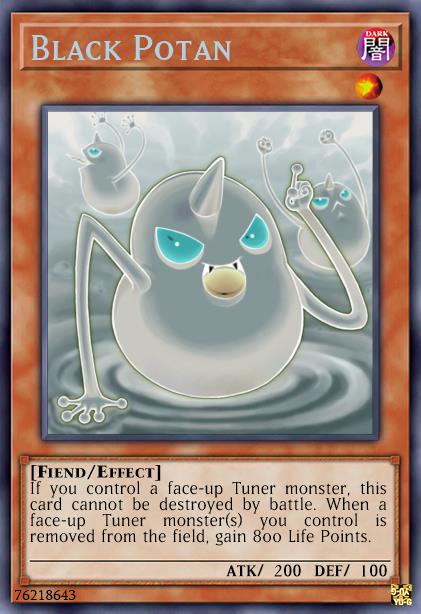 Black Potan
DARK
闇
[Fiend/Effect]
If you control a face-up Tuner monster, this
card cannot be destroyed by battle. When a
face-up Tuner monster(s) you control is
removed from the field, gain 800 Life Points.
ATK/ 200 DEF/ 100
76218643